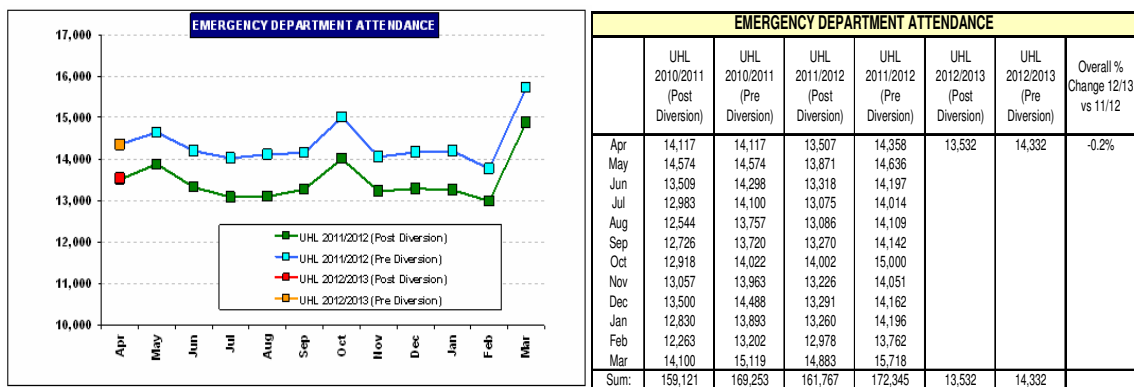 EMERGENCY DEPARTMENT ATTENDANCE
17,000
16,000
15,000
14,000
13,000
12,000
11,000
10,000
Apr May Jun Jul Aug Sep Oct Nov Dec Jan Feb Mar
UHL 2011/2012 (Post Diversion)
UHL 2011/2012 (Pre Diversion)
UHL 2012/2013 (Post Diversion)
UHL 2012/2013 (Pre Diversion)
EMERGENCY DEPARTMENT ATTENDANCE
UHL 2010/2011 (Post Diversion) UHL 2010/2011 (Pre Diversion) UHL 2011/2012 (Post Diversion) UHL 2011/2012 (Pre Diversion) UHL 2012/2013 (Post Diversion) UHL 2012/2013 (Pre Diversion) Overall % Change 12/13 vs 11/12
Apr 14,117 14,117 13,507 14,358 13,532 14,332 -0.2%
May 14,574 14,574 13,871 14,636
Jun 13,509 14,298 13,318 14,197
Jul 12,983 14,100 13,075 14,014
Aug 12,544 13,757 13,086 14,109
Sep 12,726 13,720 13,270 14,142
Oct 12,918 14,022 14,002 15,000
Nov 13,057 13,963 13,226 14,051
Dec 13,500 14,488 13,291 14,162
Jan 12,830 13,893 13,260 14,196
Feb 12,263 13,202 12,978 13,762
Mar 14,100 15,119 14,883 15,718
Sum: 159,121 169,253 161,767 172,345 13,532 14,332